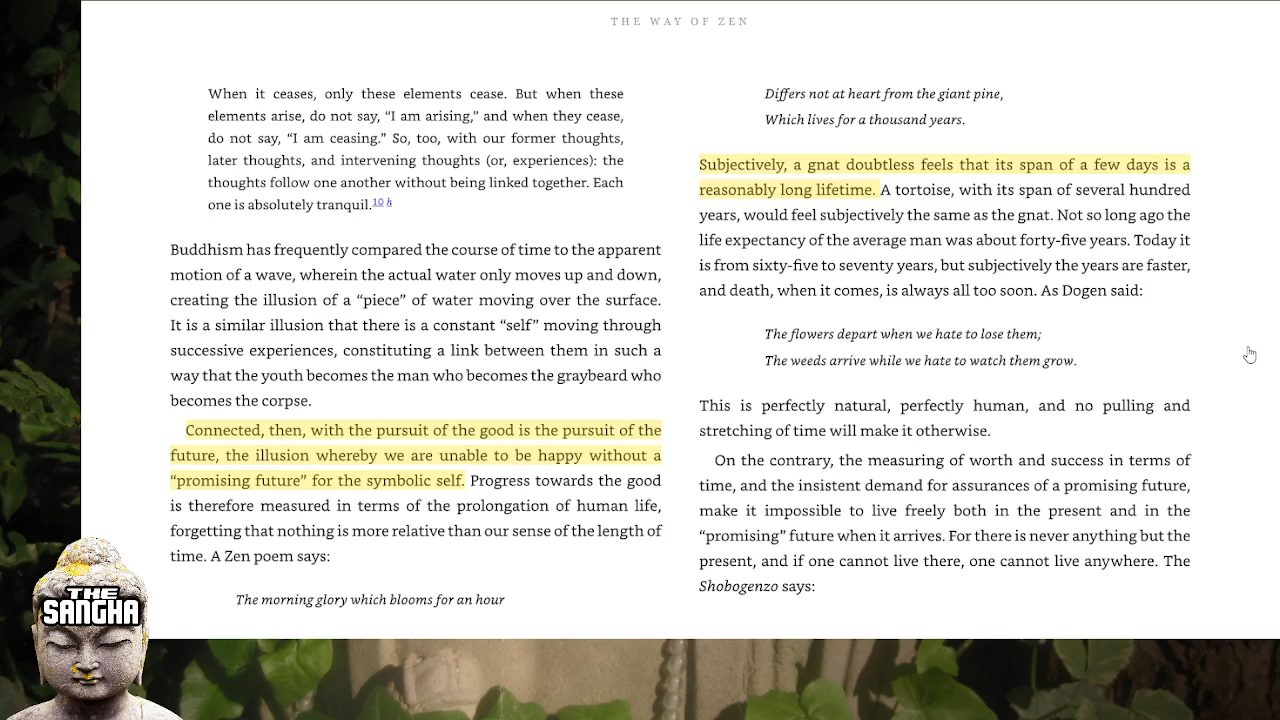 THE WAY OF ZEN
When it ceases, only these elements cease. But when these
elements arise, do not say, “I am arising,” and when they cease,
do not say, “I am ceasing.” So, too, with our former thoughts,
later thoughts, and intervening thoughts (or, experiences): the
thoughts follow one another without being linked together. Each
one is absolutely tranquil.10 h
Buddhism has frequently compared the course of time to the apparent
motion of a wave, wherein the actual water only moves up and down,
creating the illusion of a “piece” of water moving over the surface.
It is a similar illusion that there is a constant “self” moving through
successive experiences, constituting a link between them in such a
way that the youth becomes the man who becomes the graybeard who
becomes the corpse.
Connected, then, with the pursuit of the good is the pursuit of the
future, the illusion whereby we are unable to be happy without a
“promising future” for the symbolic self. Progress towards the good
is therefore measured in terms of the prolongation of human life,
forgetting that nothing is more relative than our sense of the length of
time. A Zen poem says:
The morning glory which blooms for an hour
Differs not at heart from the giant pine,
Which lives for a thousand years.
Subjectively, a gnat doubtless feels that its span of a few days is a
reasonably long lifetime. A tortoise, with its span of several hundred
years, would feel subjectively the same as the gnat. Not so long ago the
life expectancy of the average man was about forty-five years. Today it
is from sixty-five to seventy years, but subjectively the years are faster,
and death, when it comes, is always all too soon. As Dogen said:
The flowers depart when we hate to lose them;
The weeds arrive while we hate to watch them grow.
This is perfectly natural, perfectly human, and no pulling and
stretching of time will make it otherwise.
On the contrary, the measuring of worth and success in terms of
time, and the insistent demand for assurances of a promising future,
make it impossible to live freely both in the present and in the
“promising” future when it arrives. For there is never anything but the
present, and if one cannot live there, one cannot live anywhere. The
Shobogenzo says:
THE
SANGHA